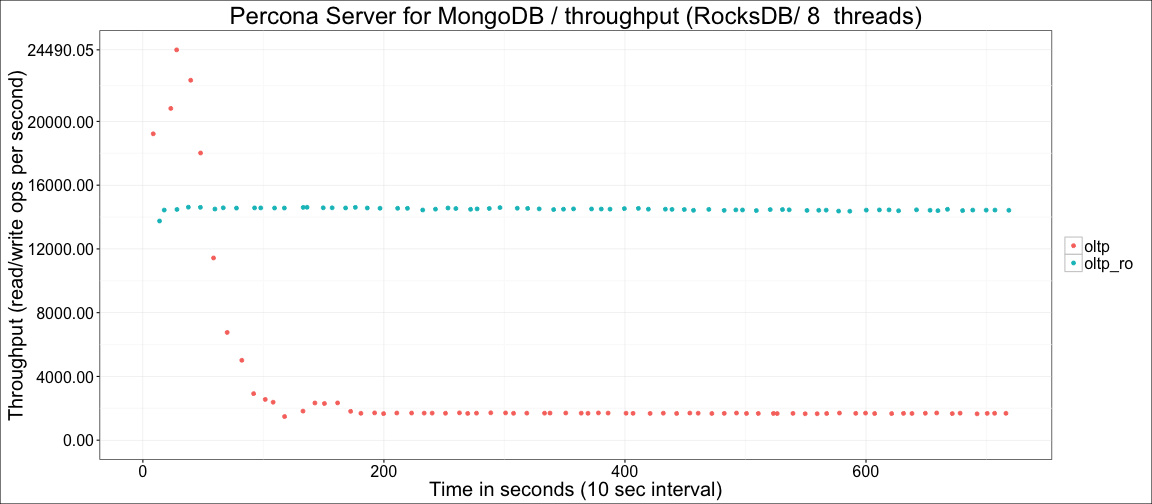 Percona Server for MongoDB / throughput (RocksDB/ 8  threads)
Throughput (read/write ops per second)
24490.05
20000.00
16000.00
12000.00
8000.00
4000.00
0.00
0 200 400 600
Time in seconds (10 sec interval)
oltp
oltp_ro